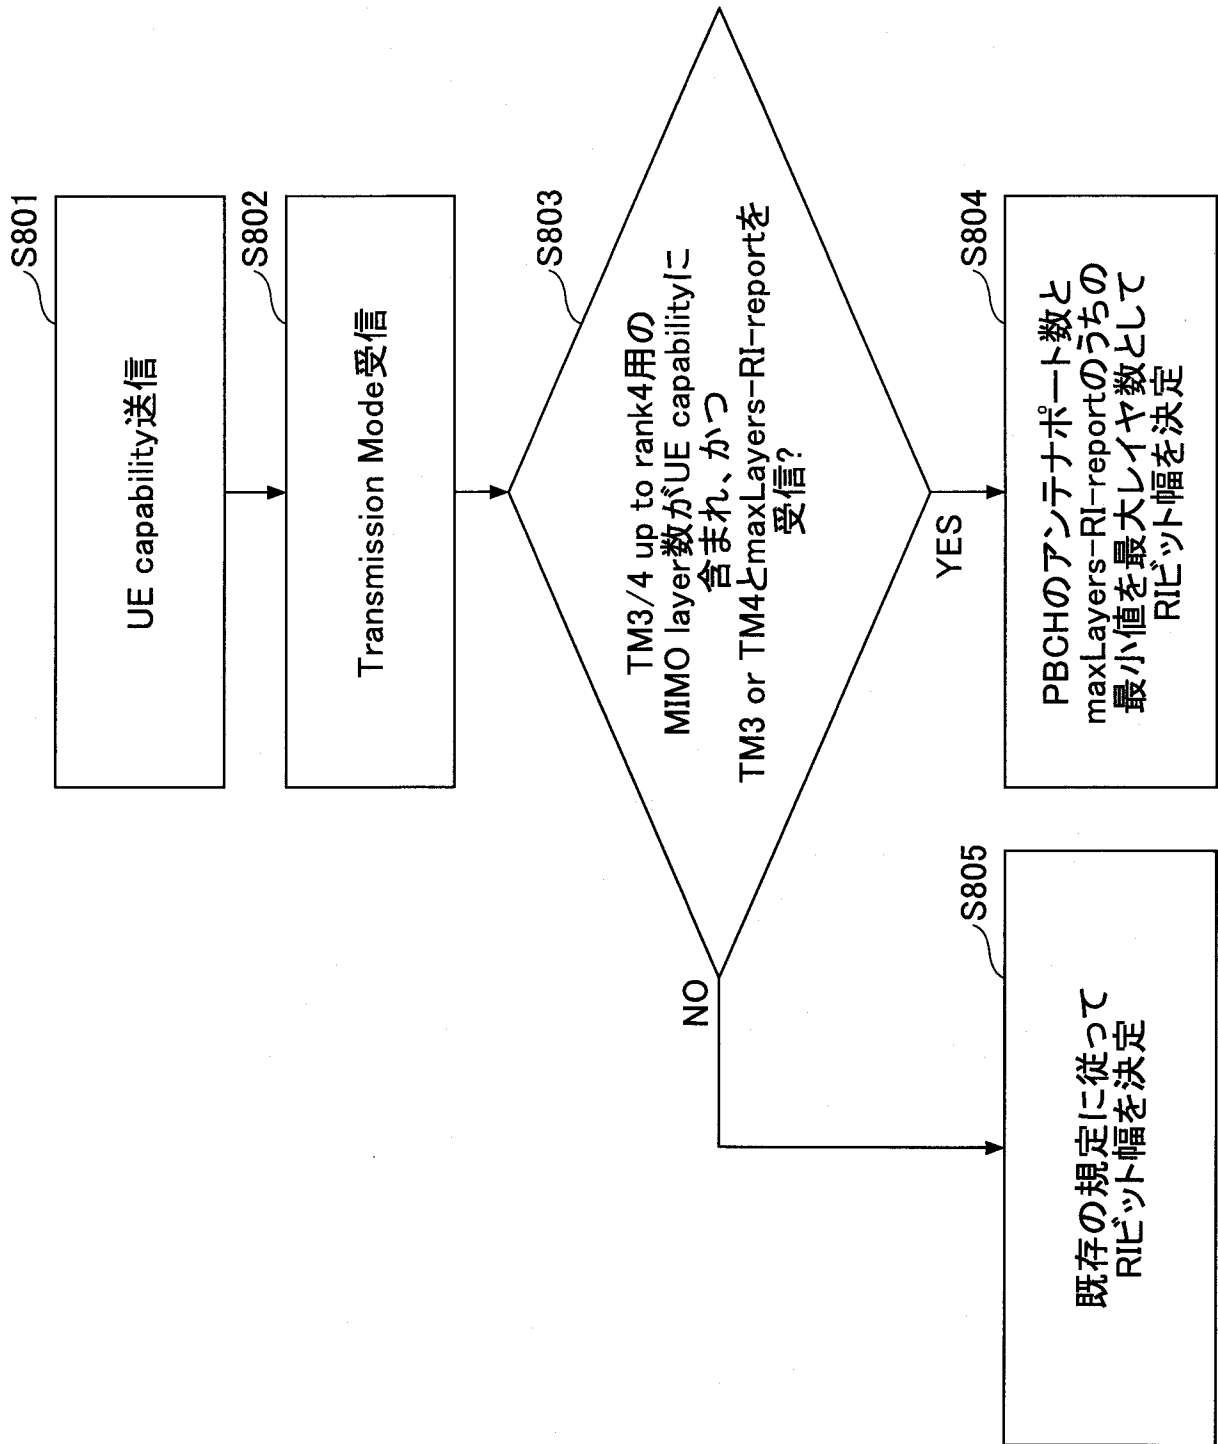 S801
UE capability送信
S802
Transmission Mode受信
S803
TM3/4 up to rank4用の
MIMO layer数がUE capabilityに
含まれ、かつ
TM3 or TM4とmaxLayers-RI-reportを
受信?
YES
NO
S804
PBCHのアンテナポート数と
maxLayers-RI-reportのうちの
最小値を最大レイヤ数として
RIビット幅を決定
S805
既存の規定に従って
RIビット幅を決定